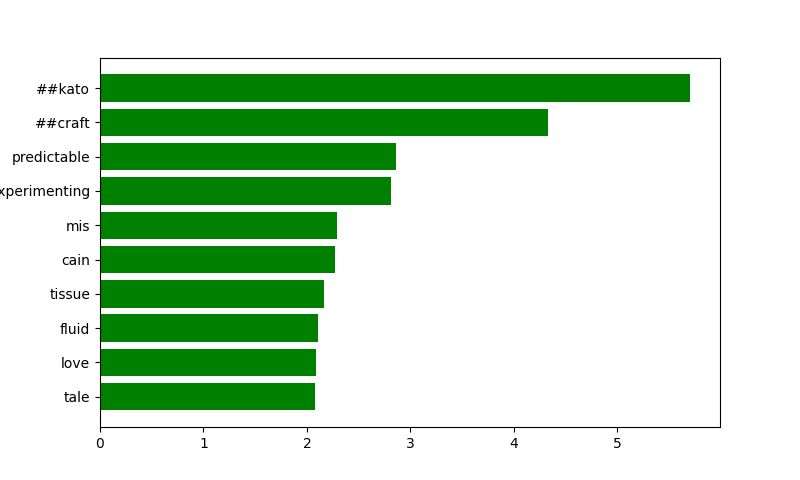 ##kato
##craft
predictable
xperimenting
mis
cain
tissue
fluid
love
tale
0 1 2 3 4 5